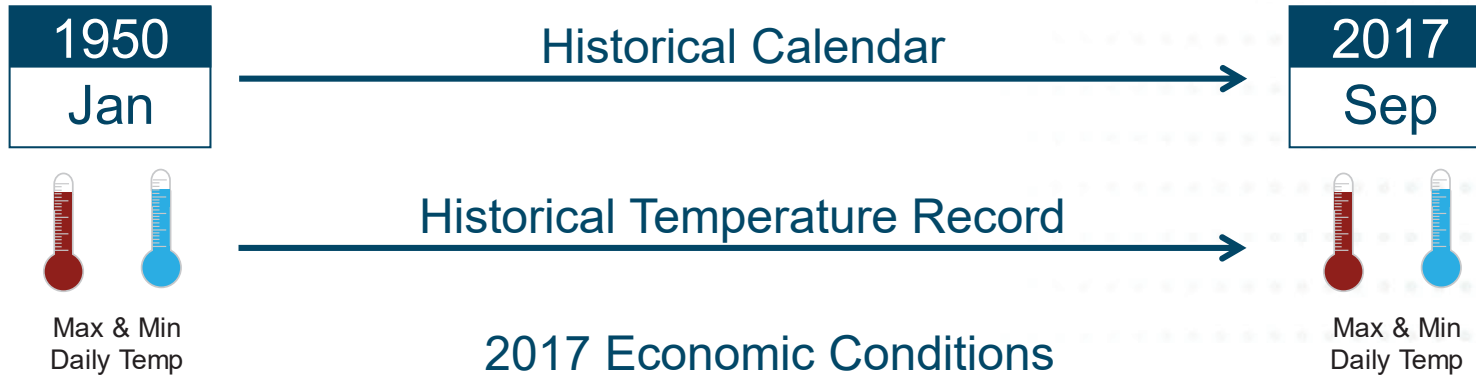 1950
Jan
Historical Calendar
2017
Sep
Historical Temperature Record
Max & Min
Daily Temp
2017 Economic Conditions
Max & Min
Daily Temp